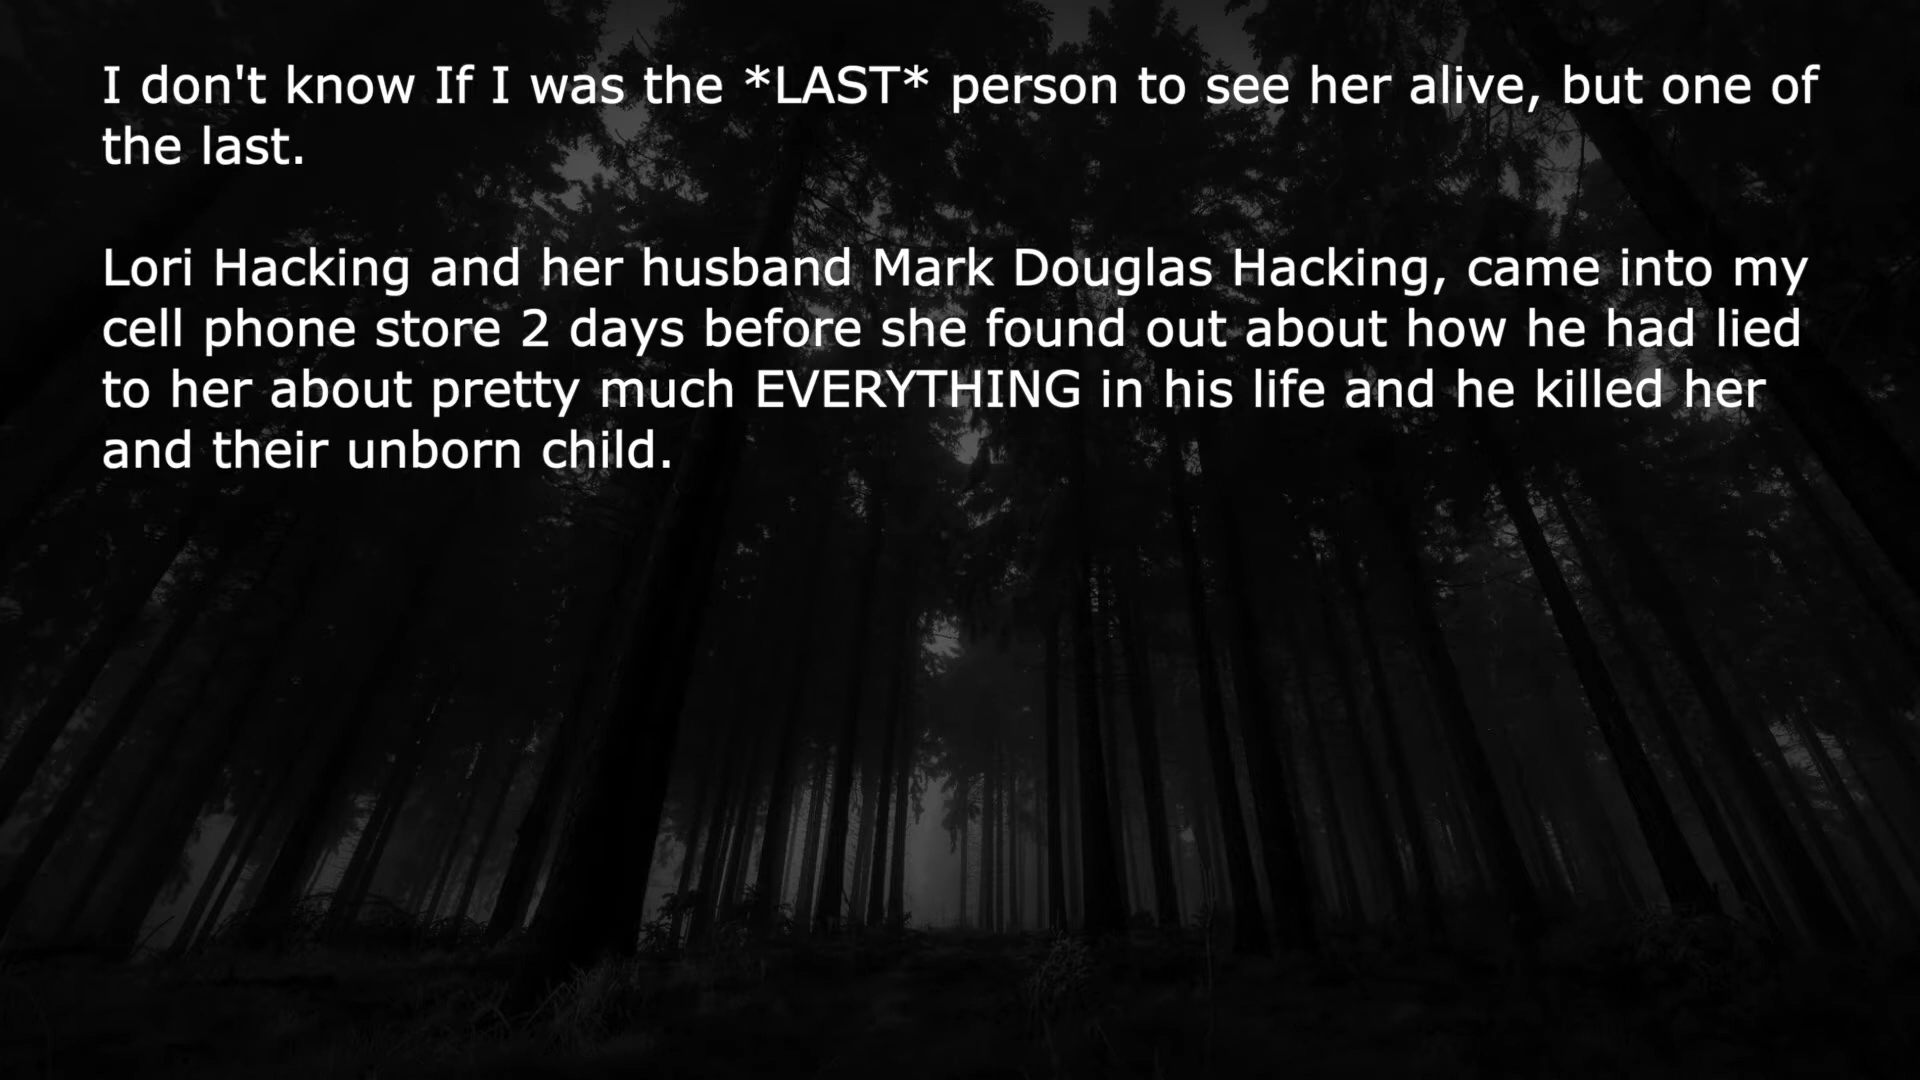 I don't know If I was the *LAST* person to see her alive, but one of
the last.
Lori Hacking and her husband Mark Douglas Hacking, came into my
cell phone store 2 days before she found out about how he had lied
to her about pretty much EVERYTHING in his life and he killed her
and their unborn child.